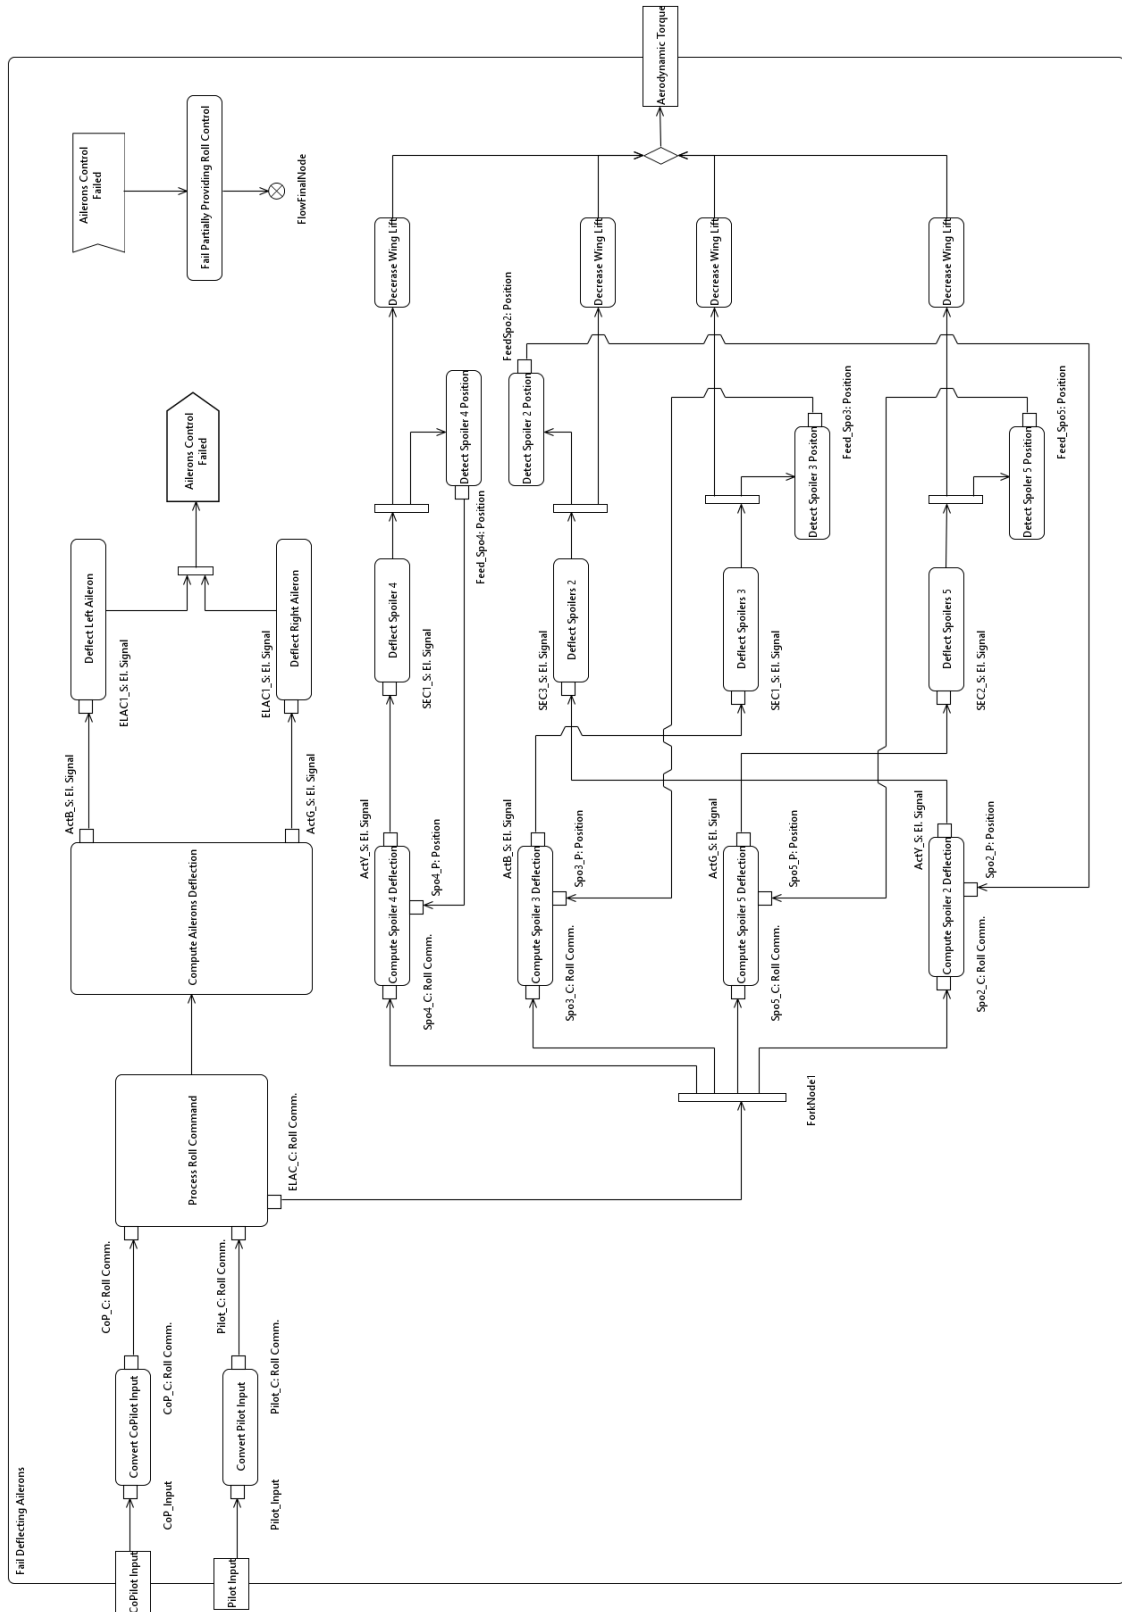 Fail Deflecting Ailerons
CoPilot Input
Pilot Input
CoP_Input
Pilot_Input
Convert CoPilot Input
Convert Pilot Input
CoP_C: Roll Comm.
Pilot_C: Roll Comm.
CoP_C: Roll Comm.
Pilot_C: Roll Comm.
Process Roll Command
ELAC_C: Roll Comm.
Compute Ailerons Deflection
ActB_S: El. Signal
ActG_S: El. Signal
ELAC1_S: El. Signal
ELAC1_S: El. Signal
Deflect Left Aileron
Deflect Right Aileron
Ailerons Control
Failed
Ailerons Control
Failed
Fail Partially Providing Roll Control
FlowFinalNode
ForkNode1
Spo4_C: Roll Comm.
Spo3_C: Roll Comm.
Spo5_C: Roll Comm.
Spo2_C: Roll Comm.
Compute Spoiler 4 Deflection
Compute Spoiler 3 Deflection
Compute Spoiler 5 Deflection
Compute Spoiler 2 Deflection
Spo4_P: Position
Spo3_P: Position
Spo5_P: Position
Spo2_P: Position
ActY_S: El. Signal
ActB_S: El. Signal
ActG_S: El. Signal
ActY_S: El. Signal
SEC1_S: El. Signal
SEC3_S: El. Signal
SEC1_S: El. Signal
SEC2_S: El. Signal
Deflect Spoiler 4
Deflect Spoilers 2
Deflect Spoilers 3
Deflect Spoilers 5
Feed_Spo4: Position
Detect Spoiler 4 Position
Detect Spoiler 2 Postion
FeedSpo2: Position
Detect Spoiler 3 Positon
Feed_Spo3: Position
Detect Spoler 5 Position
Feed_Spo5: Position
Decerase Wing Lift
Decrease Wing Lift
Decrease Wing Lift
Decrease Wing Lift
Aerodynamic Torque